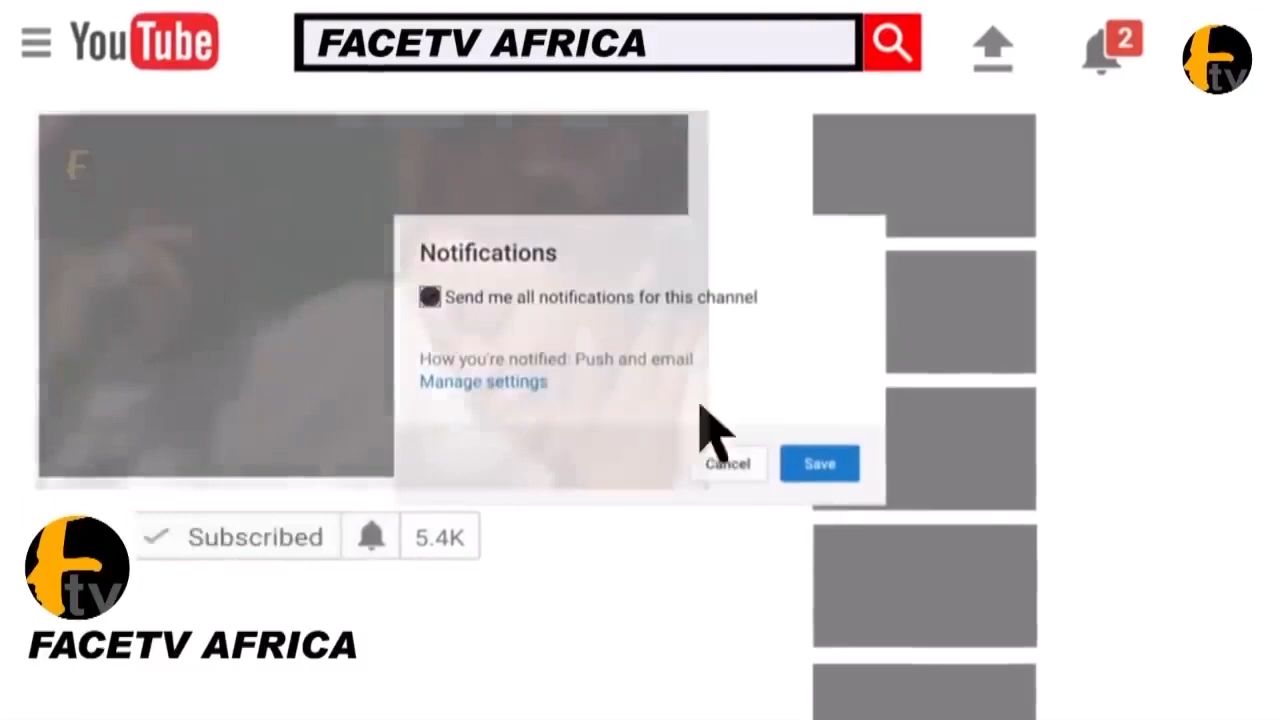 YouTube
FACETV AFRICA
2
tv
F
Notifications
Send me all notifications for this channel
How you're notified: Push and email
Manage settings
Cancel
Save
Subscribed
5.4K
tv
FACETV AFRICA